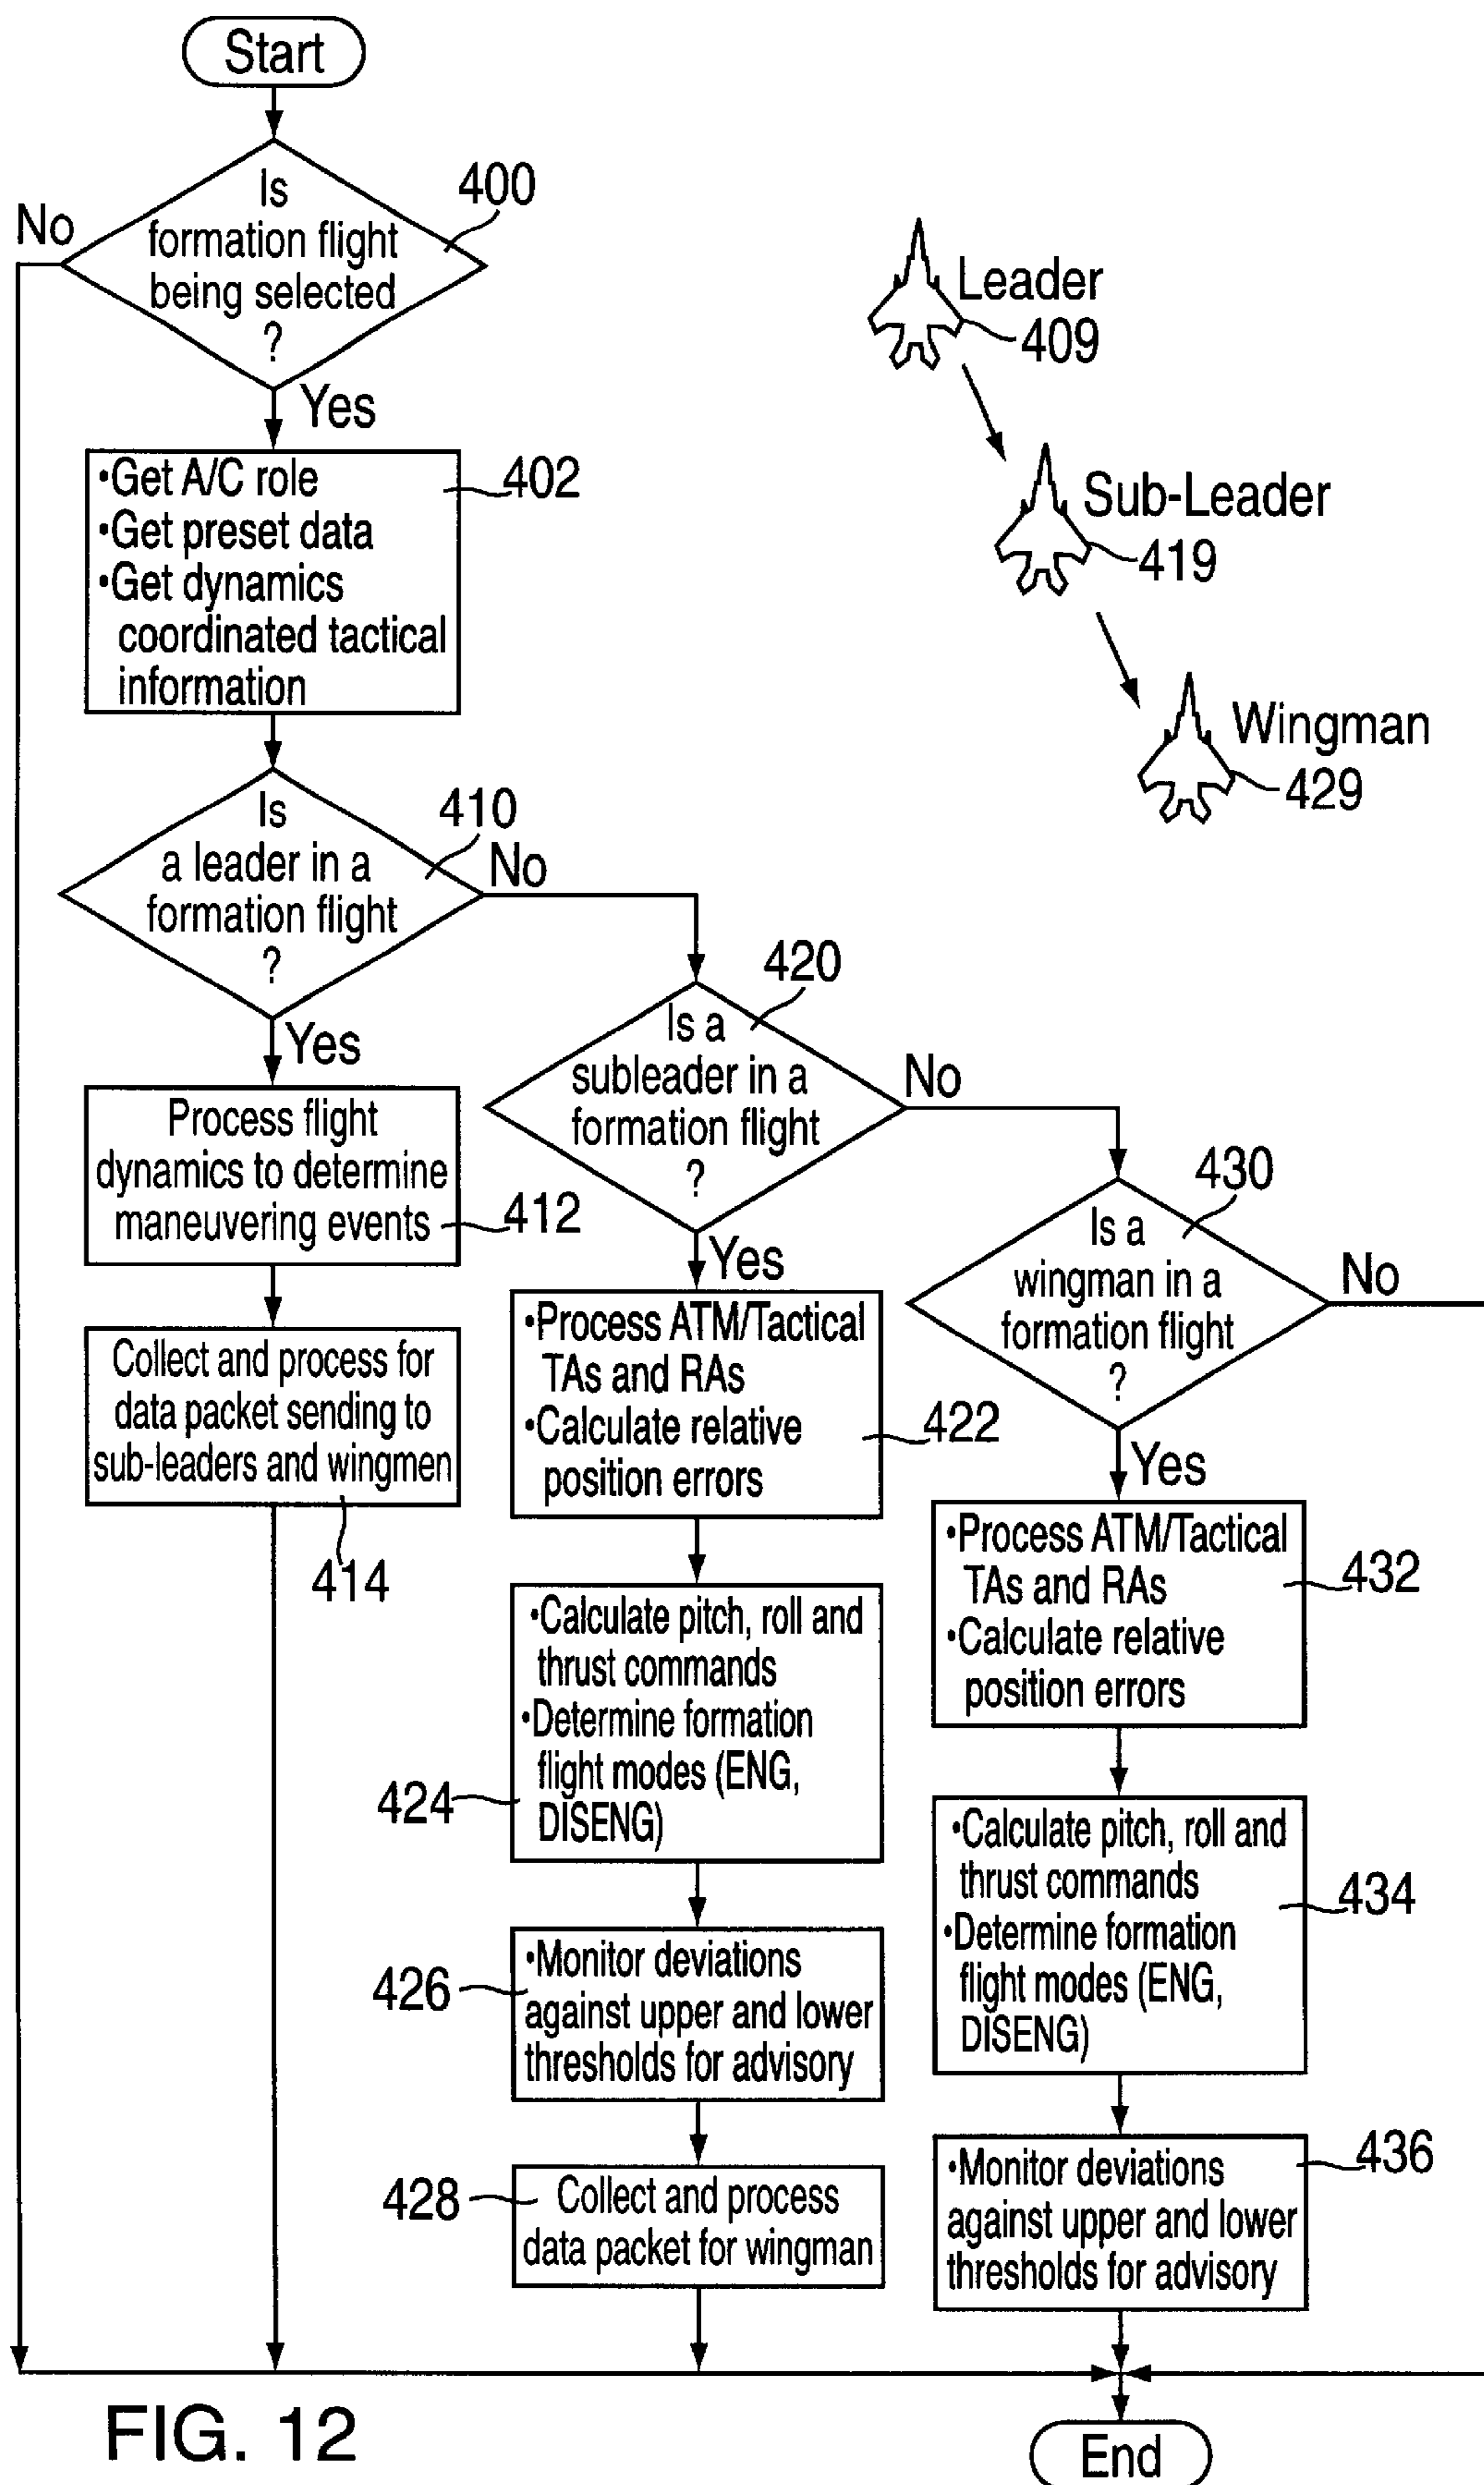 Start
Is
formation flight
being selected
?
400
No
Yes
•Get A/C role
•Get preset data
•Get dynamics
coordinated tactical
information
402
Leader
409
Sub-Leader
419
Wingman
429
Is
a leader in a
formation flight
?
410
No
Yes
Process flight
dynamics to determine
maneuvering events
412
Collect and process for
data packet sending to
sub-leaders and wingmen
414
Is a
subleader in a
formation flight
?
420
No
Yes
•Process ATM/Tactical
TAs and RAs
•Calculate relative
position errors
422
•Calculate pitch, roll and
thrust commands
•Determine formation
flight modes (ENG,
DISENG)
424
•Monitor deviations
against upper and lower
thresholds for advisory
426
Collect and process
data packet for wingman
428
Is a
wingman in a
formation flight
?
430
No
Yes
•Process ATM/Tactical
TAs and RAs
•Calculate relative
position errors
432
•Calculate pitch, roll and
thrust commands
•Determine formation
flight modes (ENG,
DISENG)
434
•Monitor deviations
against upper and lower
thresholds for advisory
436
End
FIG. 12